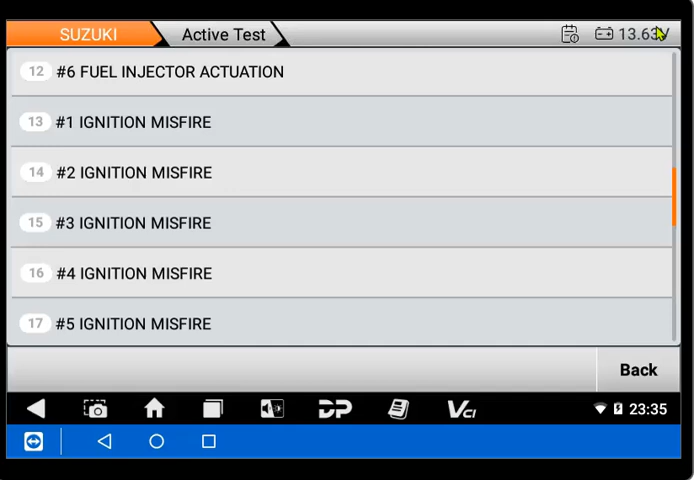 SUZUKI
Active Test
13.63V
12 #6 FUEL INJECTOR ACTUATION
13 #1 IGNITION MISFIRE
14 #2 IGNITION MISFIRE
15 #3 IGNITION MISFIRE
16 #4 IGNITION MISFIRE
17 #5 IGNITION MISFIRE
Back
DP
VCI
23:35